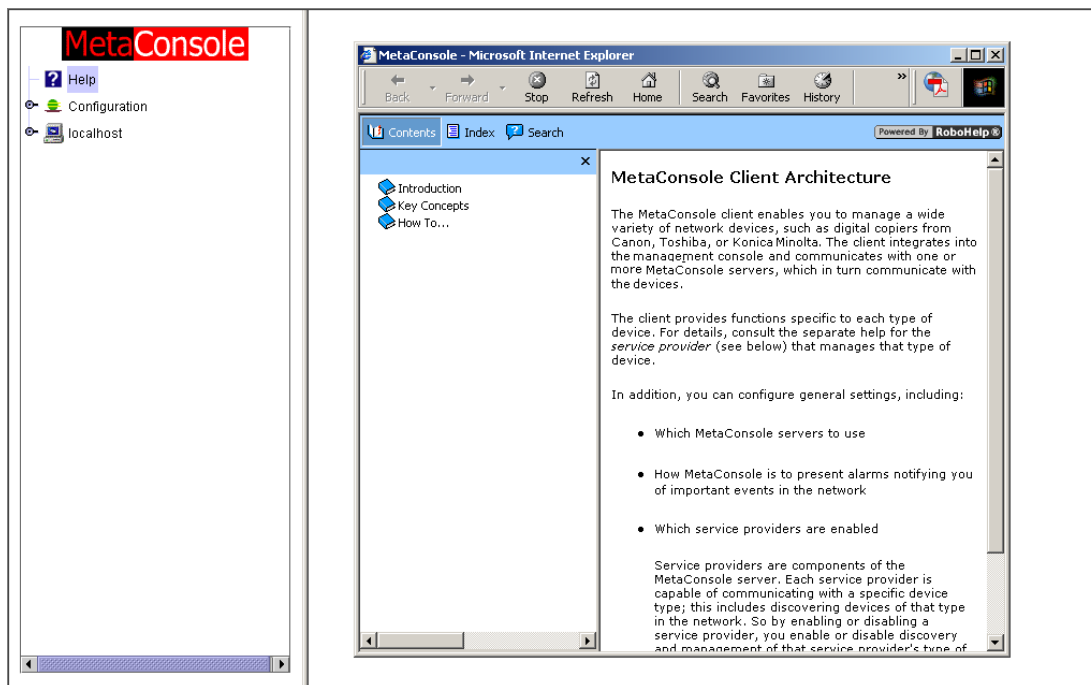 MetaConsole
Help
Configuration
localhost
MetaConsole - Microsoft Internet Explorer
Back Forward Stop Refresh Home Search Favorites History »
Contents Index Search Powered By RoboHelp
Introduction
Key Concepts
How To...
MetaConsole Client Architecture
The MetaConsole client enables you to manage a wide
variety of network devices, such as digital copiers from
Canon, Toshiba, or Konica Minolta. The client integrates into
the management console and communicates with one or
more MetaConsole servers, which in turn communicate with
the devices.
The client provides functions specific to each type of
device. For details, consult the separate help for the
service provider (see below) that manages that type of
device.
In addition, you can configure general settings, including:
• Which MetaConsole servers to use
• How MetaConsole is to present alarms notifying you
of important events in the network
• Which service providers are enabled
Service providers are components of the
MetaConsole server. Each service provider is
capable of communicating with a specific device
type; this includes discovering devices of that type
in the network. So by enabling or disabling a
service provider, you enable or disable discovery
and management of that service provider's type of